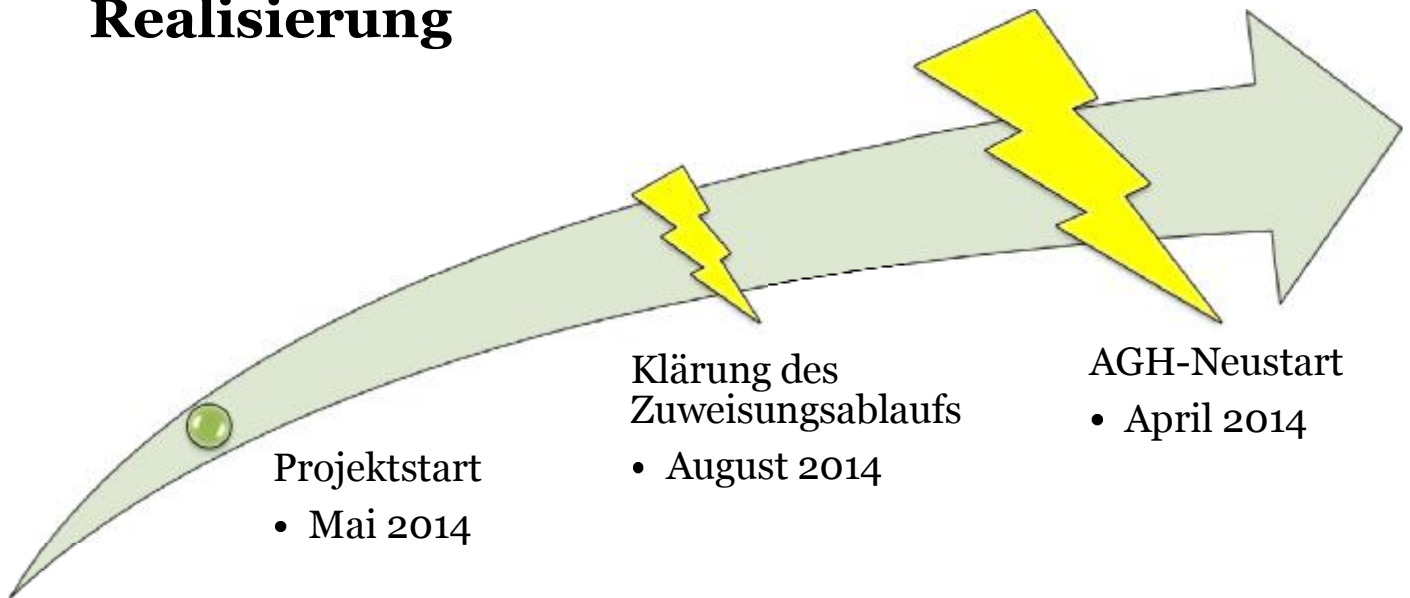 Realisierung
Projektstart
• Mai 2014
Klärung des
Zuweisungsablaufs
• August 2014
AGH-Neustart
• April 2014